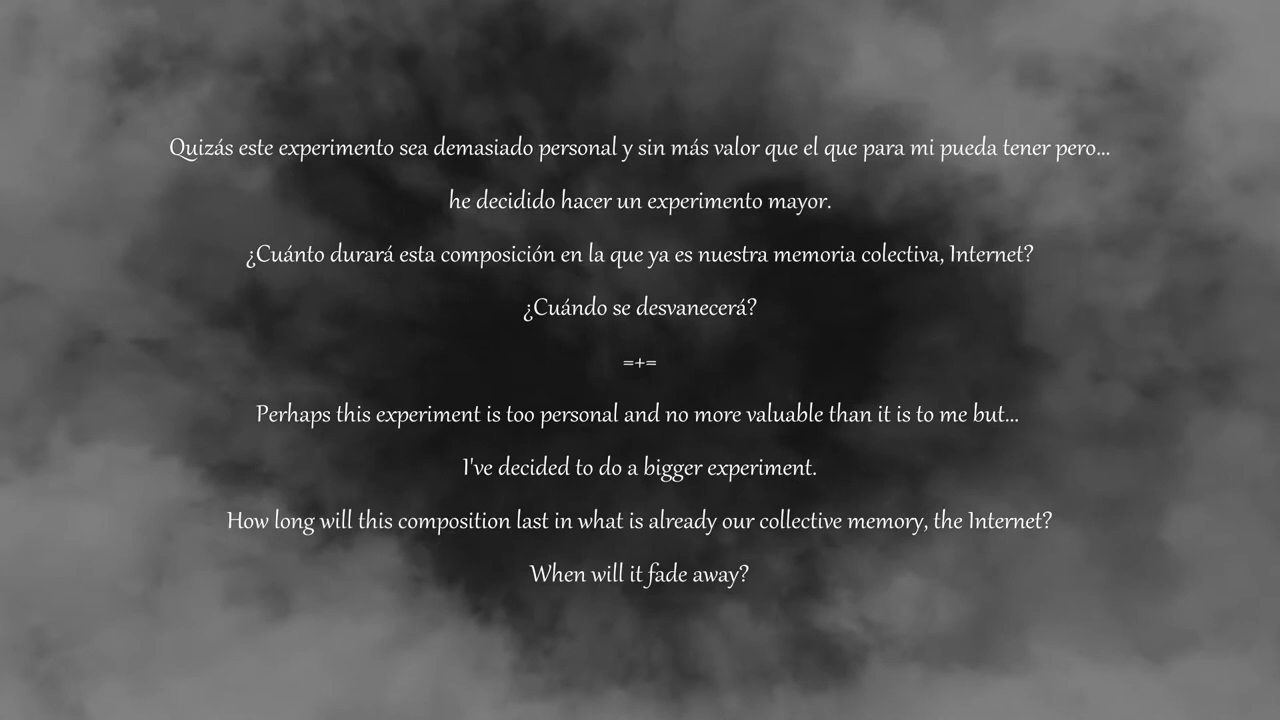 Quizás este experimento sea demasiado personal y sin más valor que el que para mi pueda tener pero...
he decidido hacer un experimento mayor.
¿Cuánto durará esta composición en la que ya es nuestra memoria colectiva, Internet?
¿Cuándo se desvanecerá?
=+=
Perhaps this experiment is too personal and no more valuable than it is to me but...
I've decided to do a bigger experiment.
How long will this composition last in what is already our collective memory, the Internet?
When will it fade away?